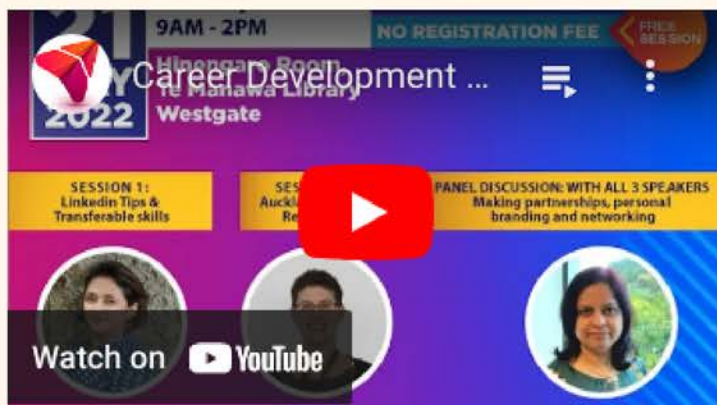 21
9AM - 2PM
NO REGISTRATION FEE
FREE
SESSION
Career Development ...
2022
Te Manawa Library
Westgate
SESSION 1:
Linkedin Tips &
Transferable skills
PANEL DISCUSSION: WITH ALL 3 SPEAKERS
Making partnerships, personal
branding and networking
Watch on YouTube